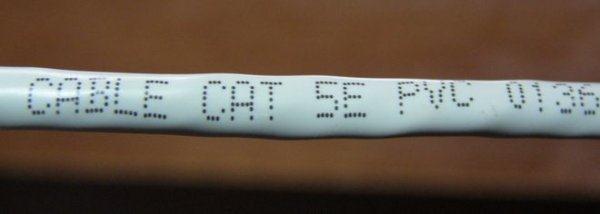 CABLE CAT 5E PVC 0136